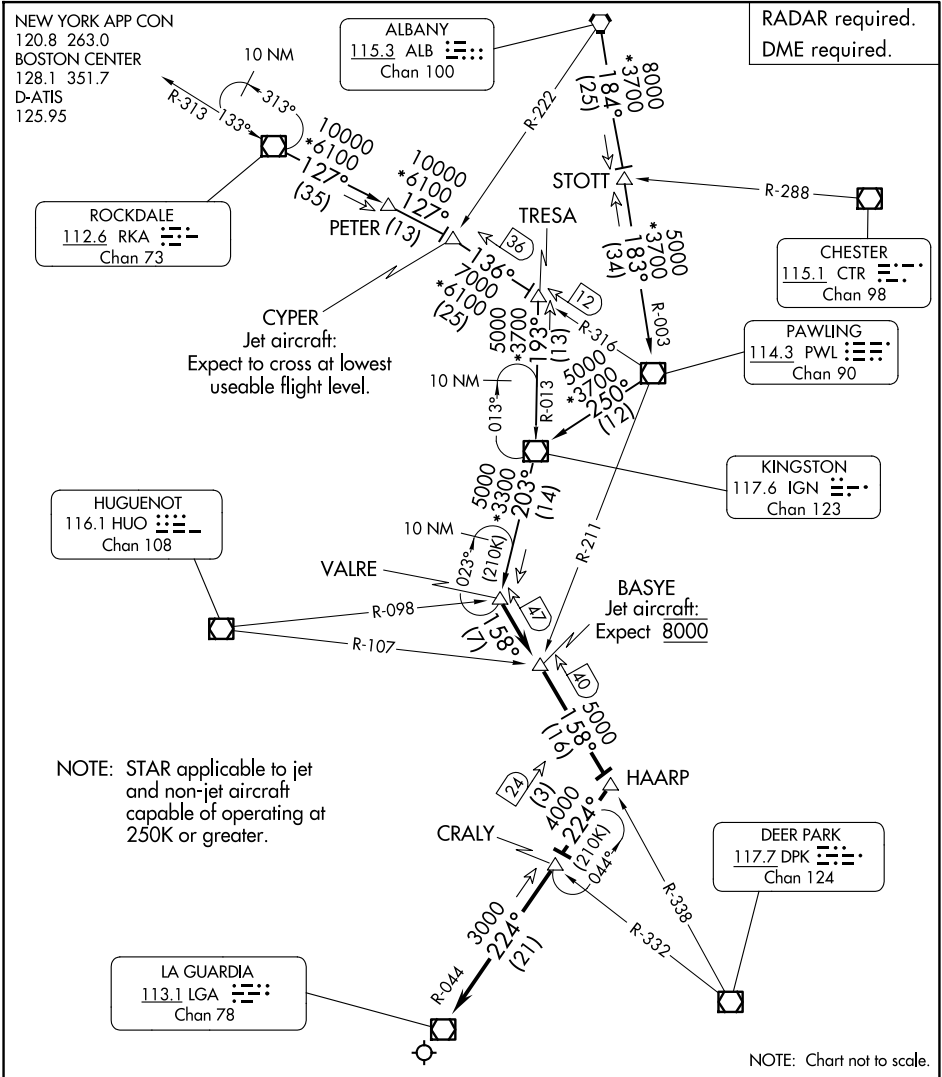 NEW YORK APP CON
120.8 263.0
BOSTON CENTER
128.1 351.7
D-ATIS
125.95
RADAR required.
DME required.
ALBANY
115.3 ALB
Chan 100
10 NM
313°
R-313
133°
R-222
8000
*3700
184°
(25)
10000
*6100
127°
(35)
10000
*6100
127°
(13)
PETER
STOTT
R-288
ROCKDALE
112.6 RKA
Chan 73
TRESA
36
136°
7000
*6100
(25)
12
5000
*3700
183°
(34)
R-003
CHESTER
115.1 CTR
Chan 98
CYPER
Jet aircraft:
Expect to cross at lowest
useable flight level.
R-316
5000
*3700
193°
(13)
R-013
PAWLING
114.3 PWL
Chan 90
10 NM
013°
5000
*3700
250°
(12)
KINGSTON
117.6 IGN
Chan 123
HUGUENOT
116.1 HUO
Chan 108
5000
*3300
203°
(14)
10 NM
023°
(210K)
R-211
VALRE
BASYE
Jet aircraft:
Expect 8000
R-098
R-107
47
158°
(7)
40
5000
158°
(16)
NOTE: STAR applicable to jet
and non-jet aircraft
capable of operating at
250K or greater.
HAARP
24
(3)
4000
224°
(210K)
044°
CRALY
DEER PARK
117.7 DPK
Chan 124
R-338
R-332
3000
224°
(21)
R-044
LA GUARDIA
113.1 LGA
Chan 78
NOTE: Chart not to scale.